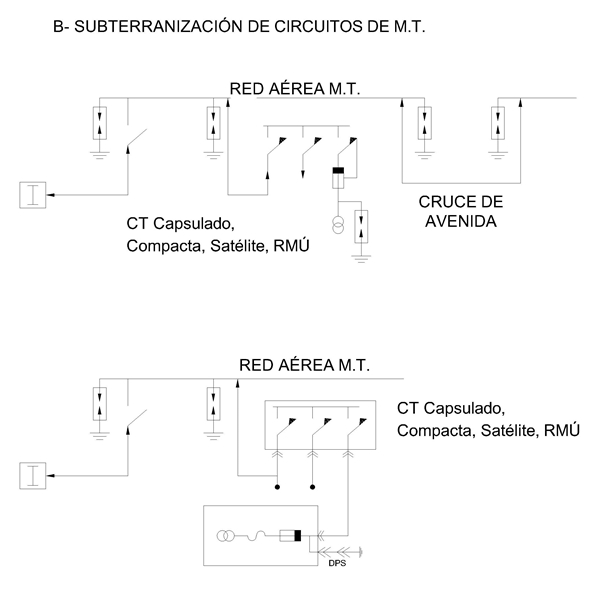 B- SUBTERRANIZACIÓN DE CIRCUITOS DE M.T.
RED AÉREA M.T.
I
CRUCE DE
AVENIDA
CT Capsulado,
Compacta, Satélite, RMÚ
RED AÉREA M.T.
CT Capsulado,
Compacta, Satélite, RMÚ
I
DPS